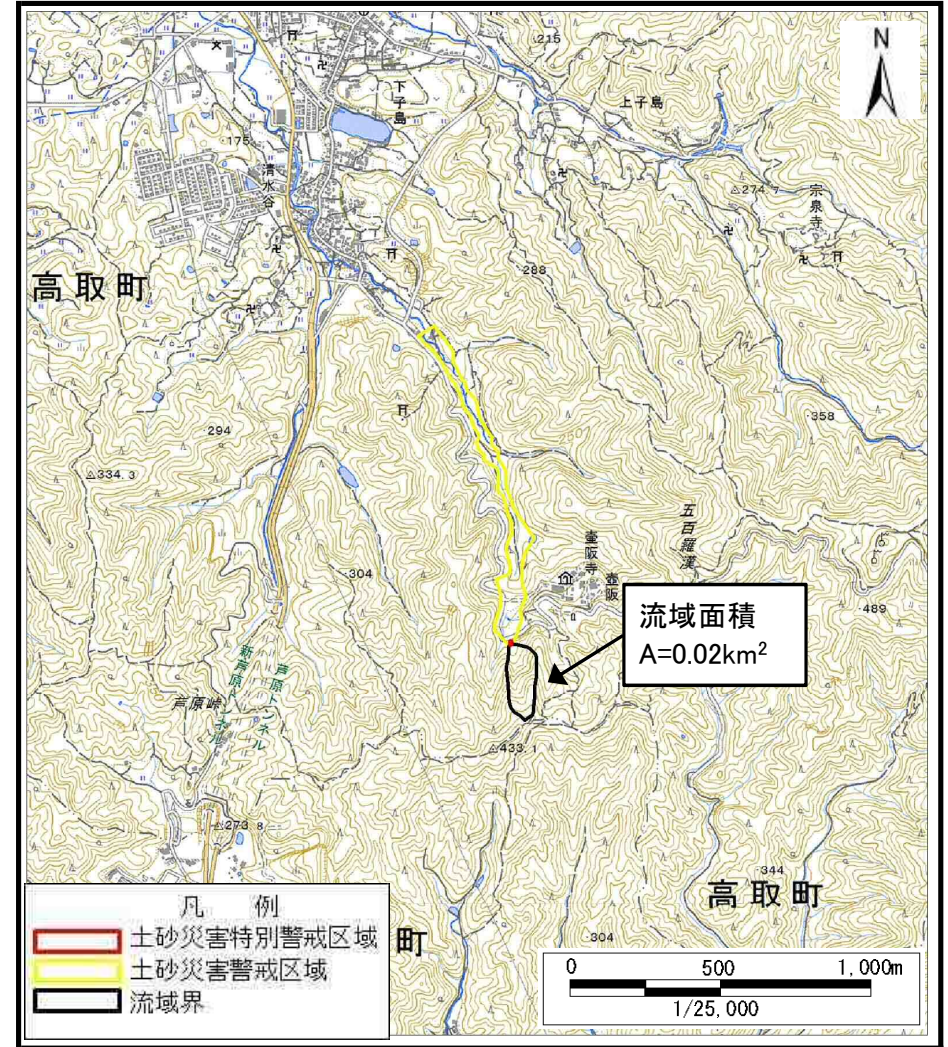 N
215
下子島
上子島
175
清水谷
274.7
宗泉寺
高取町
288
358
294
334.3
五百羅漢
壷阪寺
壺阪
304
489
流域面積
A=0.02km²
芦原トンネル
新芦原トンネル
芦原峠
433.1
273.8
344
高取町
304
町
凡 例
土砂災害特別警戒区域
土砂災害警戒区域
流域界
0 500 1,000m
1/25,000